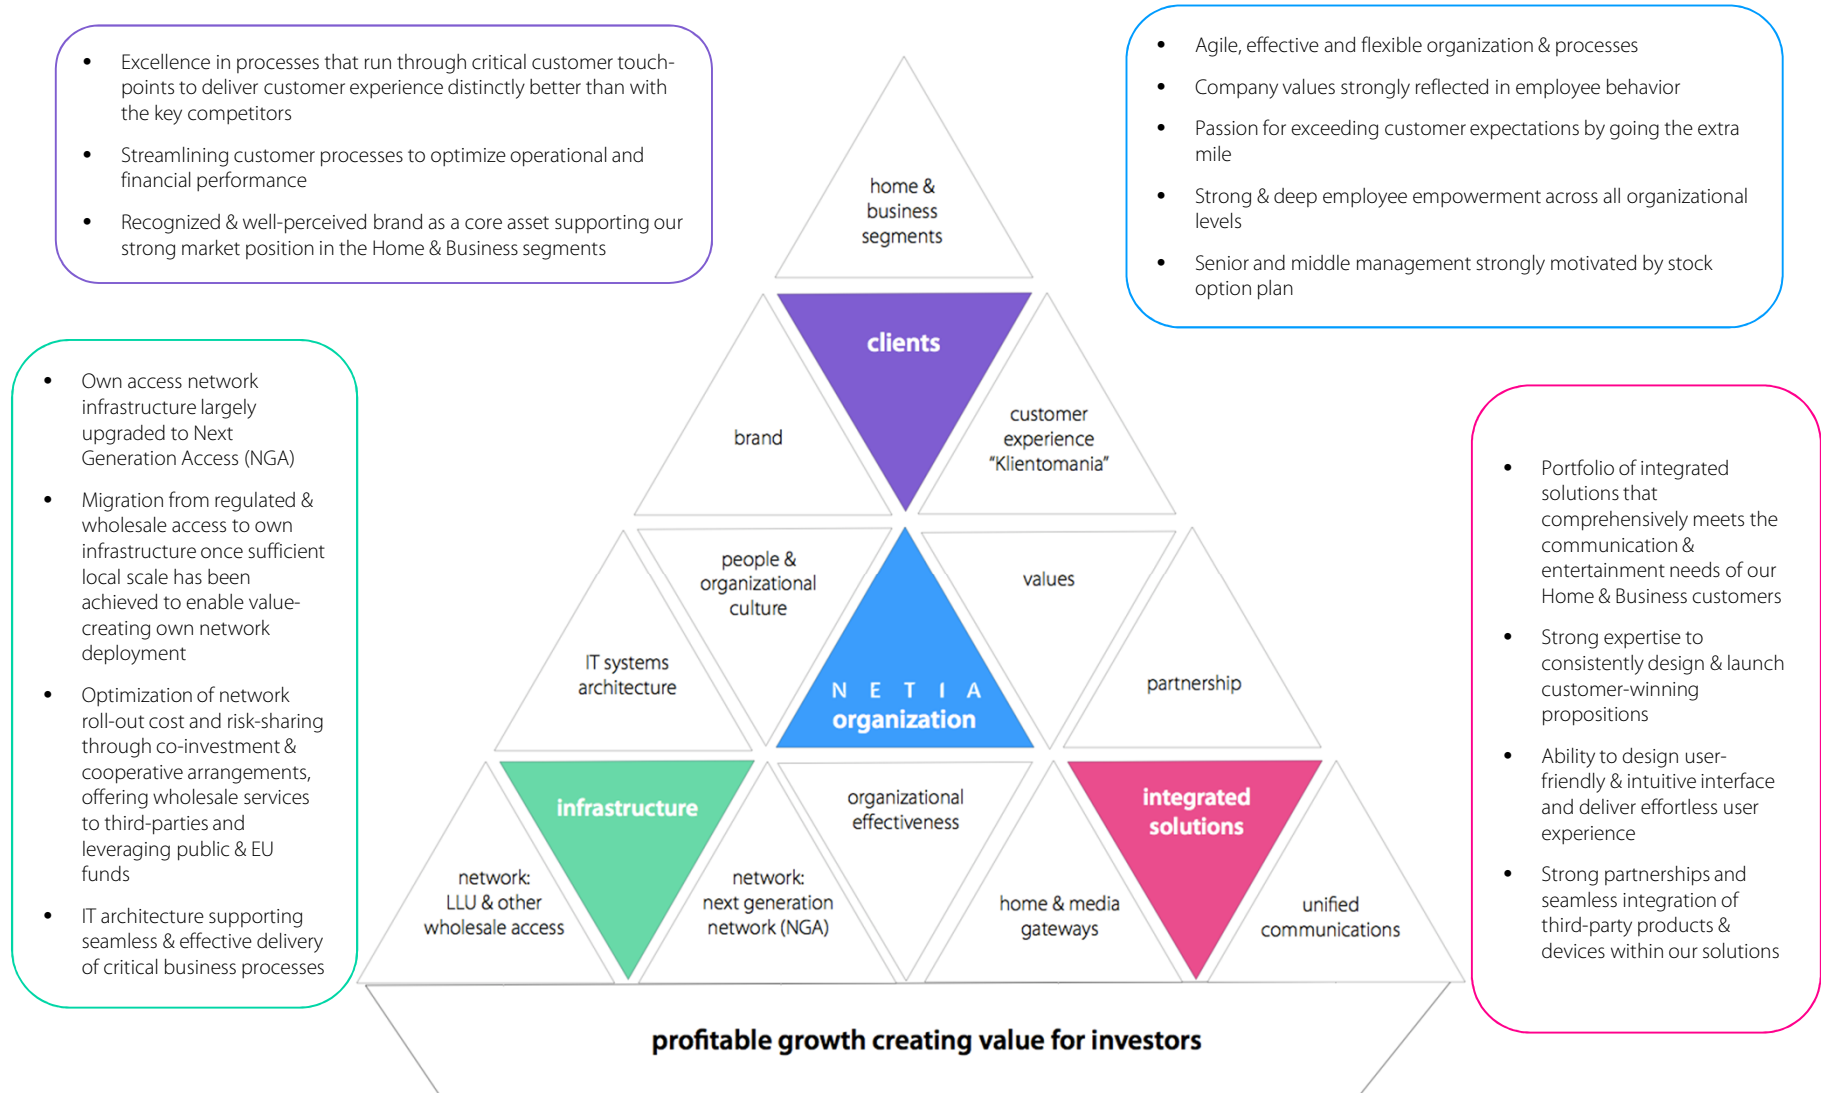 • Excellence in processes that run through critical customer touch-
points to deliver customer experience distinctly better than with
the key competitors
• Streamlining customer processes to optimize operational and
financial performance
• Recognized & well-perceived brand as a core asset supporting our
strong market position in the Home & Business segments
• Agile, effective and flexible organization & processes
• Company values strongly reflected in employee behavior
• Passion for exceeding customer expectations by going the extra
mile
• Strong & deep employee empowerment across all organizational
levels
• Senior and middle management strongly motivated by stock
option plan
• Own access network
infrastructure largely
upgraded to Next
Generation Access (NGA)
• Migration from regulated &
wholesale access to own
infrastructure once sufficient
local scale has been
achieved to enable value-
creating own network
deployment
• Optimization of network
roll-out cost and risk-sharing
through co-investment &
cooperative arrangements,
offering wholesale services
to third-parties and
leveraging public & EU
funds
• IT architecture supporting
seamless & effective delivery
of critical business processes
home &
business
segments
clients
brand
customer
experience
“Klientomania”
people &
organizational
culture
values
IT systems
architecture
NETIA
organization
partnership
infrastructure
organizational
effectiveness
integrated
solutions
network:
LLU & other
wholesale access
network:
next generation
network (NGA)
home & media
gateways
unified
communications
• Portfolio of integrated
solutions that
comprehensively meets the
communication &
entertainment needs of our
Home & Business customers
• Strong expertise to
consistently design & launch
customer-winning
propositions
• Ability to design user-
friendly & intuitive interface
and deliver effortless user
experience
• Strong partnerships and
seamless integration of
third-party products &
devices within our solutions
profitable growth creating value for investors